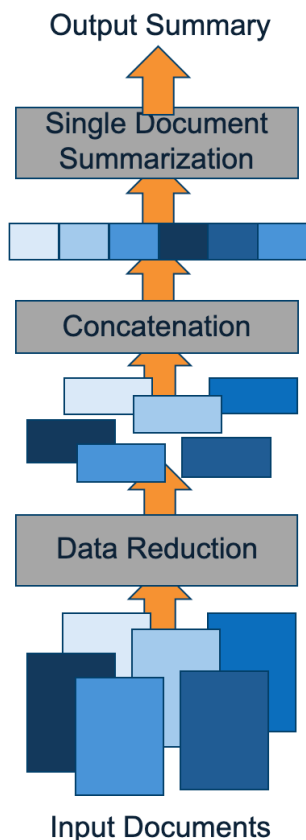 Output Summary
Single Document
Summarization
Concatenation
Data Reduction
Input Documents